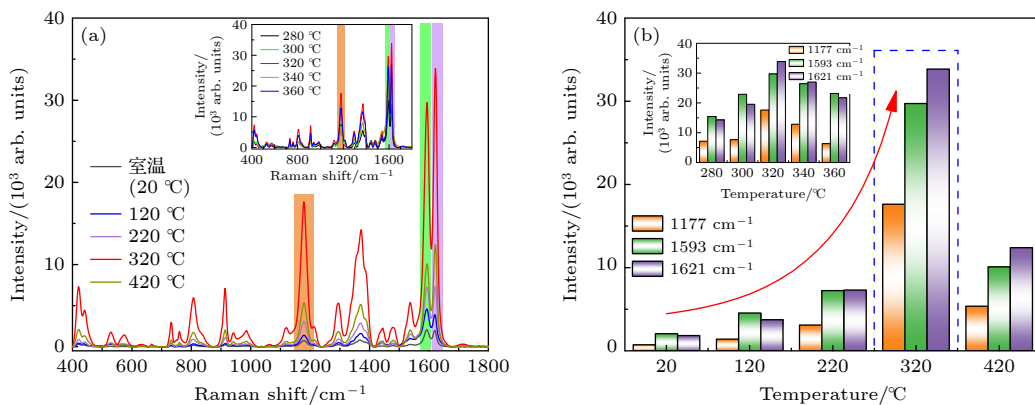 (a)
Intensity/(10³ arb. units)
40
30
20
10
0
400
600
800
1000
1200
1400
1600
1800
Raman shift/cm⁻¹
室温
(20 ℃)
120 ℃
220 ℃
320 ℃
420 ℃
Intensity/
(10³ arb. units)
40
30
20
10
0
400
800
1200
1600
Raman shift/cm⁻¹
280 ℃
300 ℃
320 ℃
340 ℃
360 ℃
(b)
Intensity/(10³ arb. units)
40
30
20
10
0
20
120
220
320
420
Temperature/℃
1177 cm⁻¹
1593 cm⁻¹
1621 cm⁻¹
Intensity/
(10³ arb. units)
40
30
20
10
0
280
300
320
340
360
Temperature/℃
1177 cm⁻¹
1593 cm⁻¹
1621 cm⁻¹